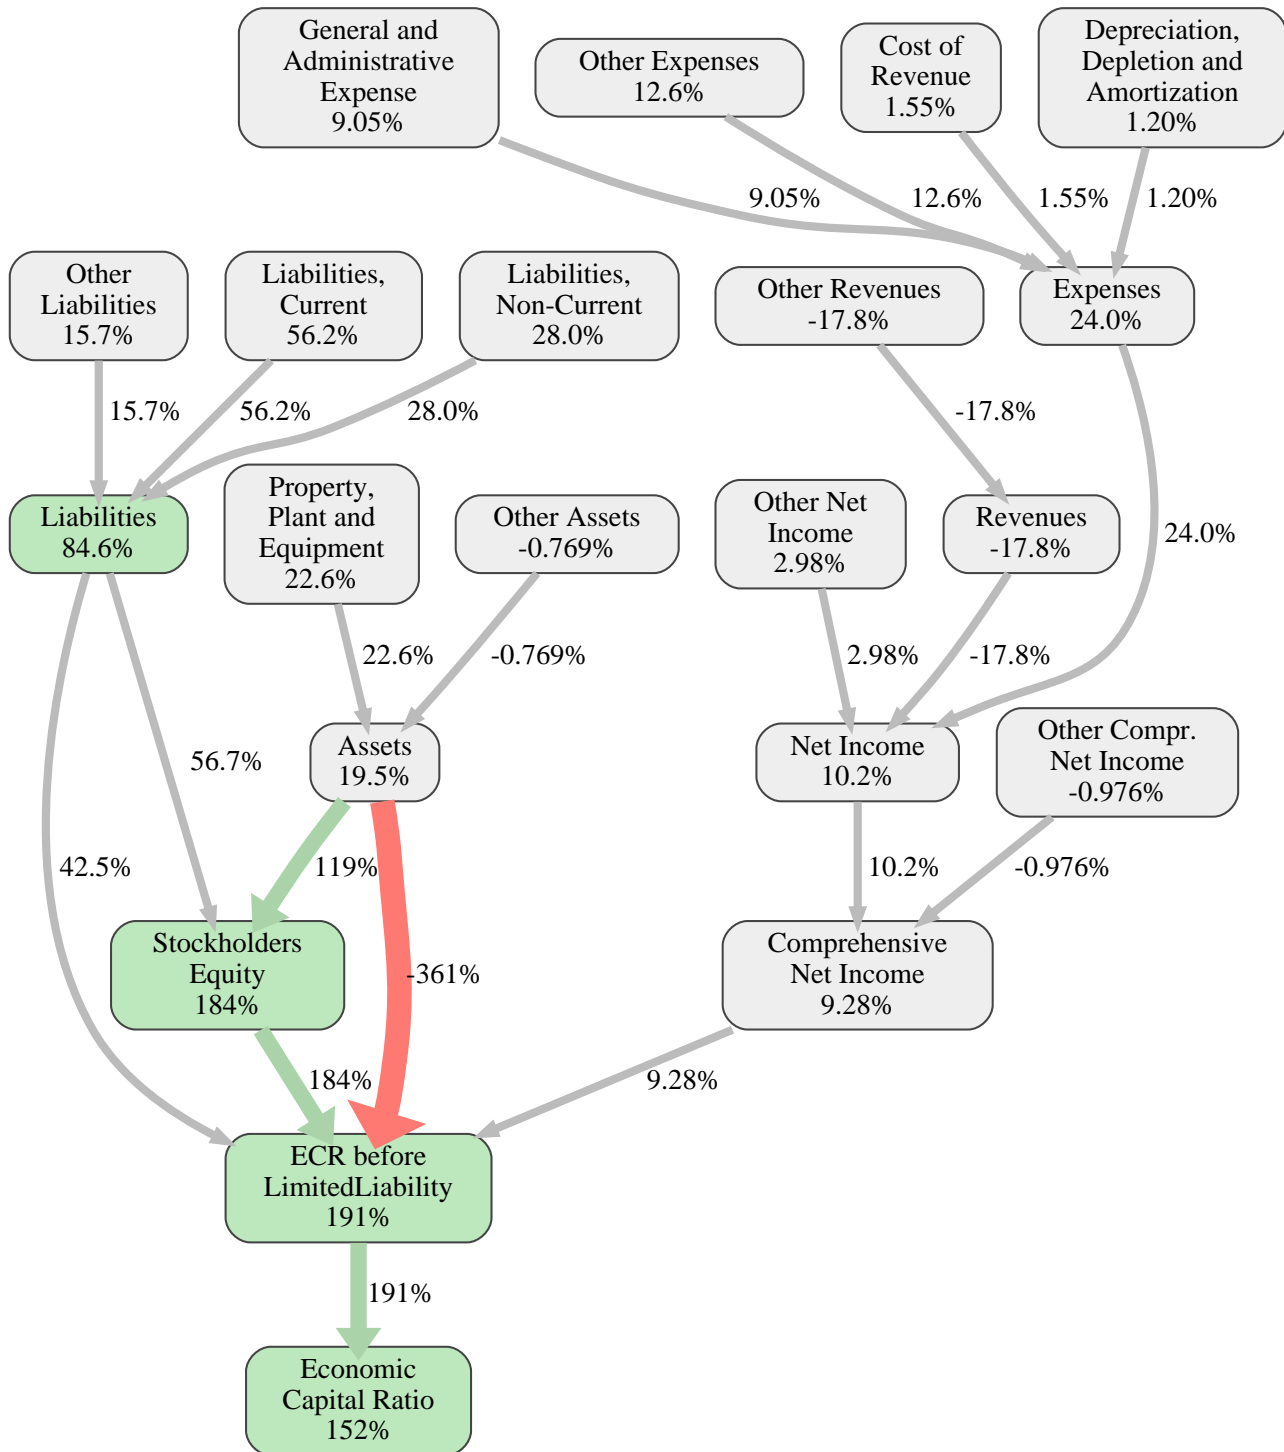 General and
Administrative
Expense
9.05%
Other Expenses
12.6%
Cost of
Revenue
1.55%
Depreciation,
Depletion and
Amortization
1.20%
9.05%
12.6%
1.55%
1.20%
Other
Liabilities
15.7%
Liabilities,
Current
56.2%
Liabilities,
Non-Current
28.0%
Other Revenues
-17.8%
Expenses
24.0%
15.7%
56.2%
28.0%
-17.8%
24.0%
Liabilities
84.6%
Property,
Plant and
Equipment
22.6%
Other Assets
-0.769%
Other Net
Income
2.98%
Revenues
-17.8%
22.6%
-0.769%
2.98%
-17.8%
56.7%
Assets
19.5%
Net Income
10.2%
Other Compr.
Net Income
-0.976%
42.5%
119%
-361%
10.2%
-0.976%
Stockholders
Equity
184%
Comprehensive
Net Income
9.28%
184%
9.28%
ECR before
LimitedLiability
191%
191%
Economic
Capital Ratio
152%